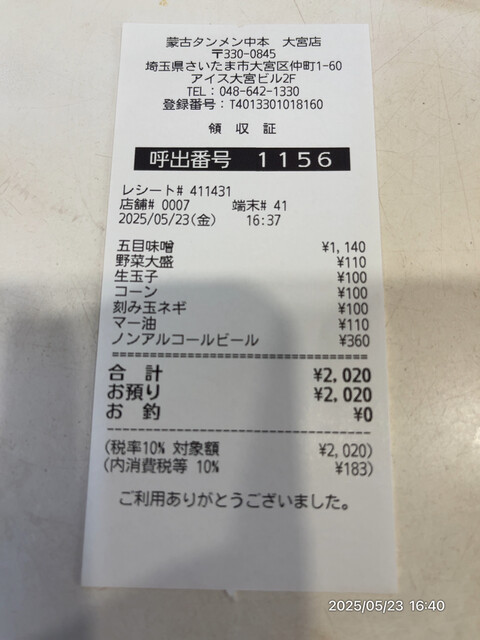 蒙古タンメン中本 大宮店
〒330-0845
埼玉県さいたま市大宮区仲町1-60
アイス大宮ビル2F
TEL：048-642-1330
登録番号：T4013301018160
領収証
呼出番号 1156
レシート# 411431
店舗# 0007 端末# 41
2025/05/23(金) 16:37
五目味噌 ¥1,140
野菜大盛 ¥110
生玉子 ¥100
コーン ¥100
刻み玉ネギ ¥100
マー油 ¥110
ノンアルコールビール ¥360
合計 ¥2,020
お預り ¥2,020
お釣 ¥0
(税率10% 対象額 ¥2,020)
(内消費税等 10% ¥183)
ご利用ありがとうございました。
2025/05/23 16:40